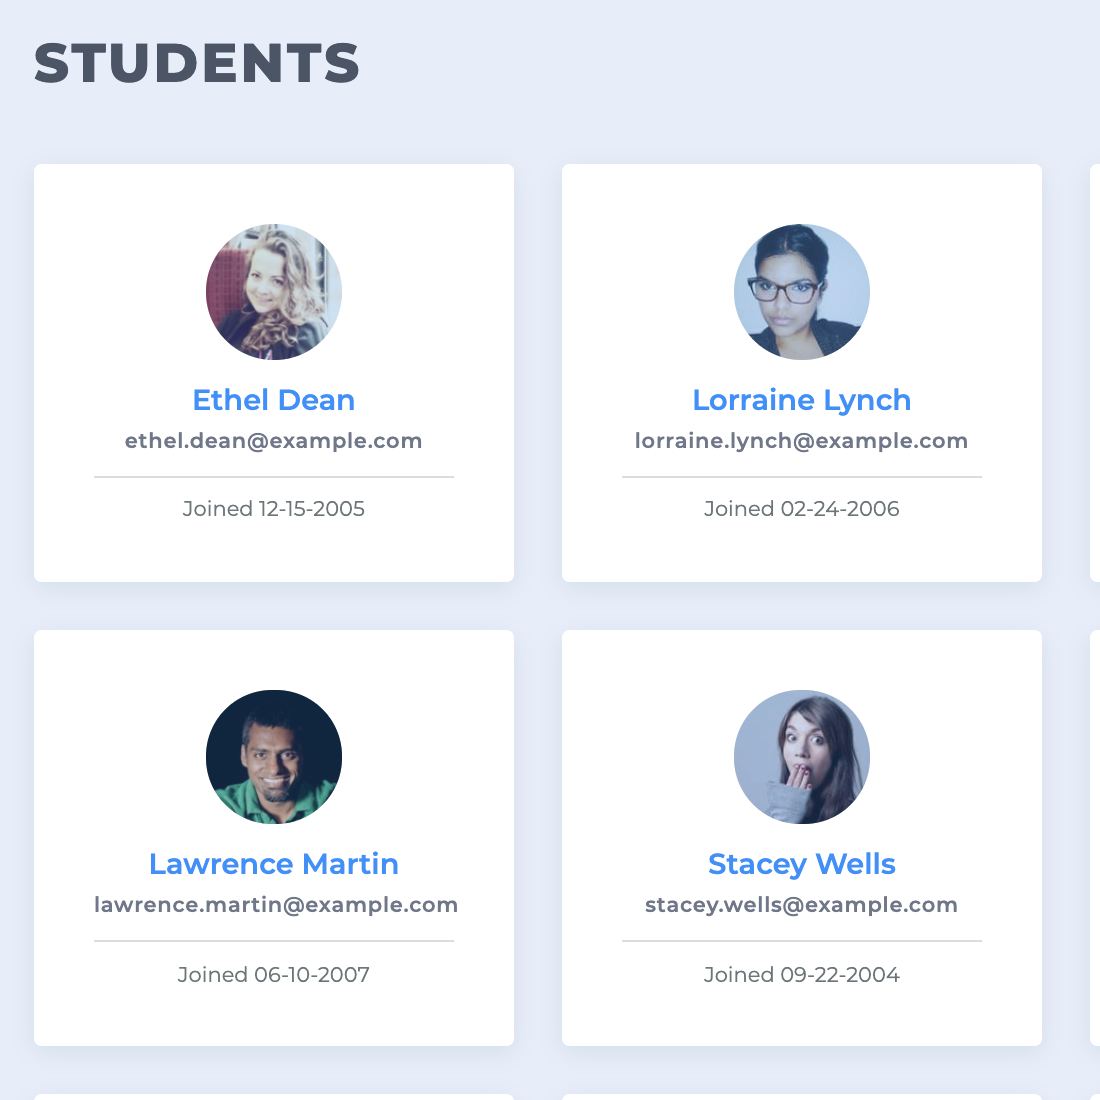 STUDENTS
Ethel Dean
ethel.dean@example.com
Joined 12-15-2005
Lorraine Lynch
lorraine.lynch@example.com
Joined 02-24-2006
Lawrence Martin
lawrence.martin@example.com
Joined 06-10-2007
Stacey Wells
stacey.wells@example.com
Joined 09-22-2004